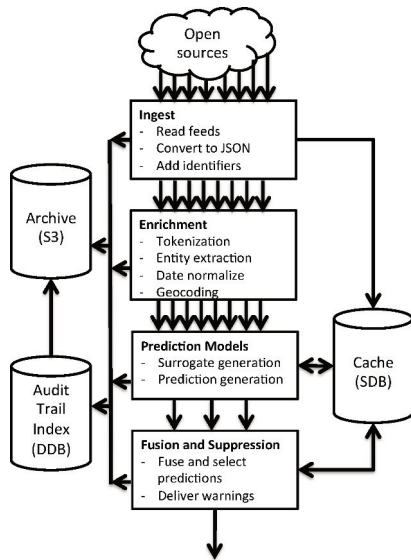 Open
sources
Ingest
- Read feeds
- Convert to JSON
- Add identifiers
Enrichment
- Tokenization
- Entity extraction
- Date normalize
- Geocoding
Archive
(S3)
Prediction Models
- Surrogate generation
- Prediction generation
Cache
(SDB)
Audit
Trail
Index
(DDB)
Fusion and Suppression
- Fuse and select
predictions
- Deliver warnings